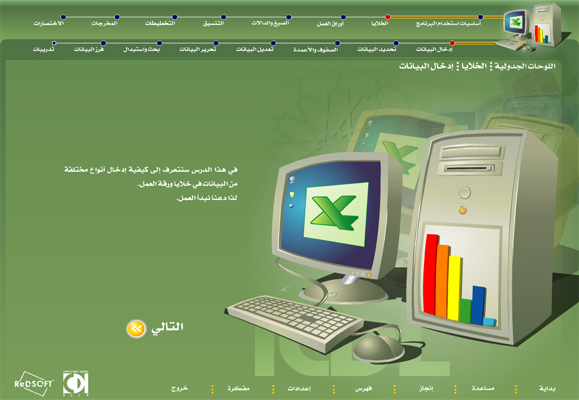 أساسيات استخدام البرنامج الخلايا أوراق العمل الصيغ والدالات التنسيق التخطيطات المخرجات الاختصارات
إدخال البيانات تحديد البيانات الصفوف والأعمدة تعديل البيانات تحرير البيانات بحث واستبدال فرز البيانات تدريبات
اللوحات الجدولية الخلايا إدخال البيانات
في هذا الدرس سنتعرف إلى كيفية إدخال أنواع مختلفة
من البيانات في خلايا ورقة العمل.
لذا دعنا نبدأ العمل.
التالي
ICDL
بداية مساعدة إنجاز فهرس إعدادات مفكرة خروج
ReDSOFT